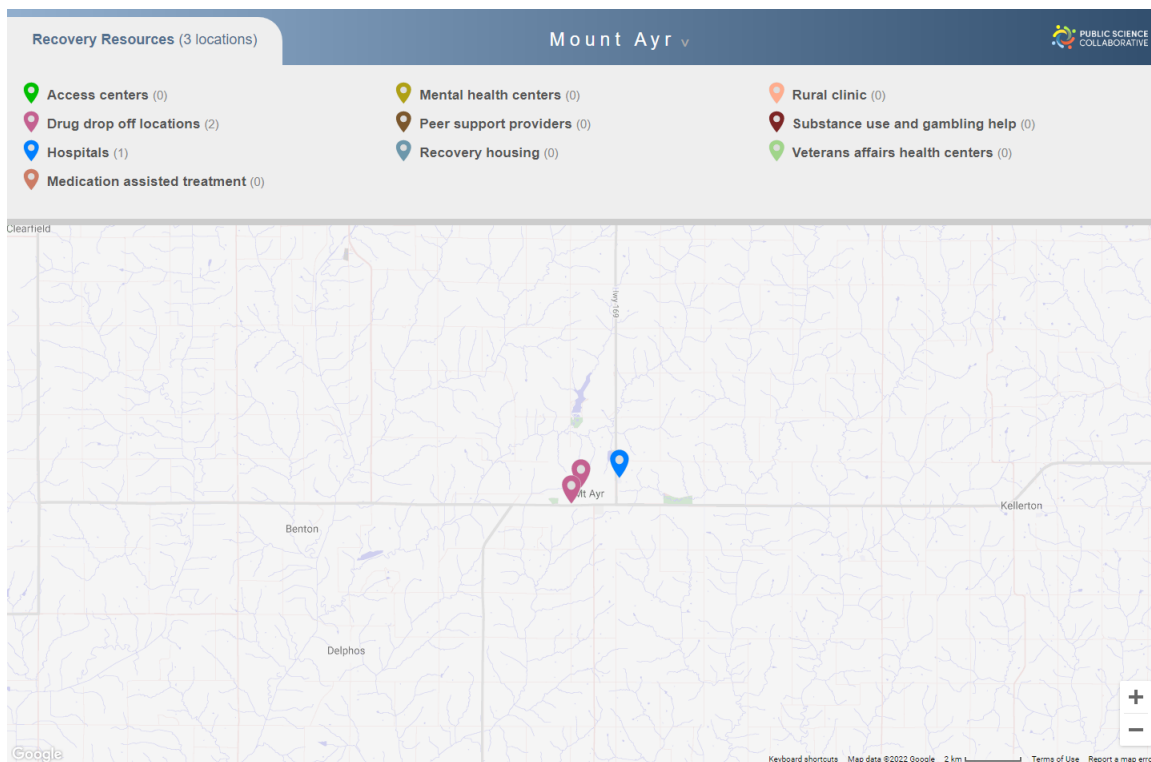 Recovery Resources (3 locations)
Mount Ayr v
PUBLIC SCIENCE
COLLABORATIVE
Access centers (0)
Drug drop off locations (2)
Hospitals (1)
Medication assisted treatment (0)
Mental health centers (0)
Peer support providers (0)
Recovery housing (0)
Rural clinic (0)
Substance use and gambling help (0)
Veterans affairs health centers (0)
Clearfield
Hwy 169
Mt Ayr
Benton
Kellerton
Delphos
Google
Keyboard shortcuts Map data ©2022 Google 2 km Terms of Use Report a map erro